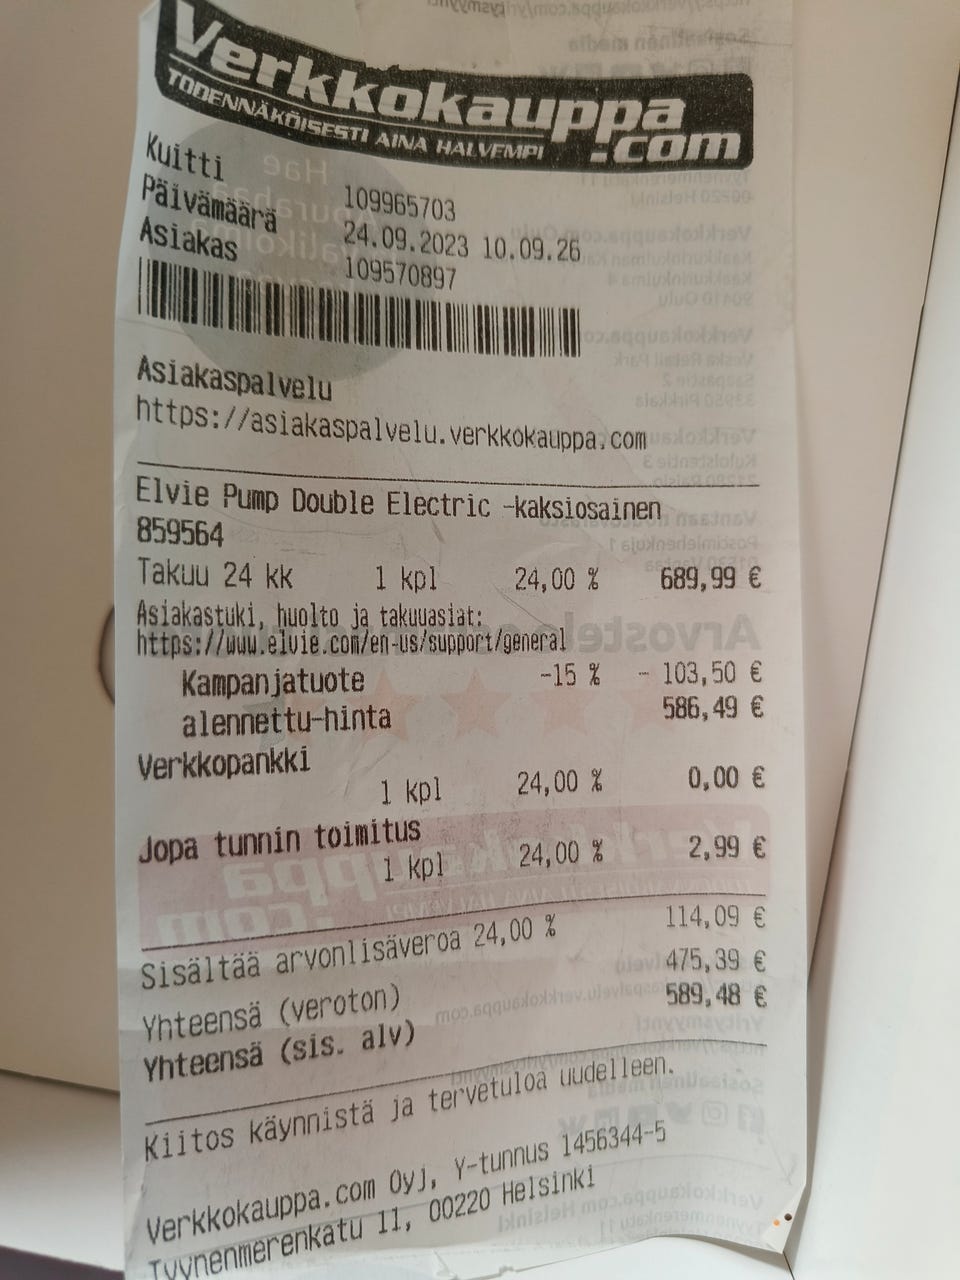 Verkkokauppa
.com
TODENNÄKÖISESTI AINA HALVEMPI
Kuitti 109965703
Päivämäärä 24.09.2023 10.09.26
Asiakas 109570897
Asiakaspalvelu
https://asiakaspalvelu.verkkokauppa.com
Elvie Pump Double Electric -kaksiosainen
859564
Takuu 24 kk 1 kpl 24,00 % 689,99 €
Asiakastuki, huolto ja takuuasiat:
https://www.elvie.com/en-us/support/general
Kampanjatuote -15 % - 103,50 €
alennettu-hinta 586,49 €
Verkkopankki
1 kpl 24,00 % 0,00 €
Jopa tunnin toimitus
1 kpl 24,00 % 2,99 €
Sisältää arvonlisäveroa 24,00 % 114,09 €
Yhteensä (veroton) 475,39 €
Yhteensä (sis. alv) 589,48 €
Kiitos käynnistä ja tervetuloa uudelleen.
Verkkokauppa.com Oyj, Y-tunnus 1456344-5
Tyynenmerenkatu 11, 00220 Helsinki